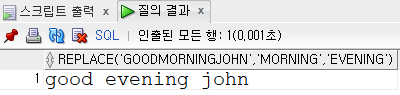 스크립트 출력 × 질의 결과 ×
SQL | 인출된 모든 행: 1(0,001초)
REPLACE('GOODMORNINGJOHN','MORNING','EVENING')
1 good evening john